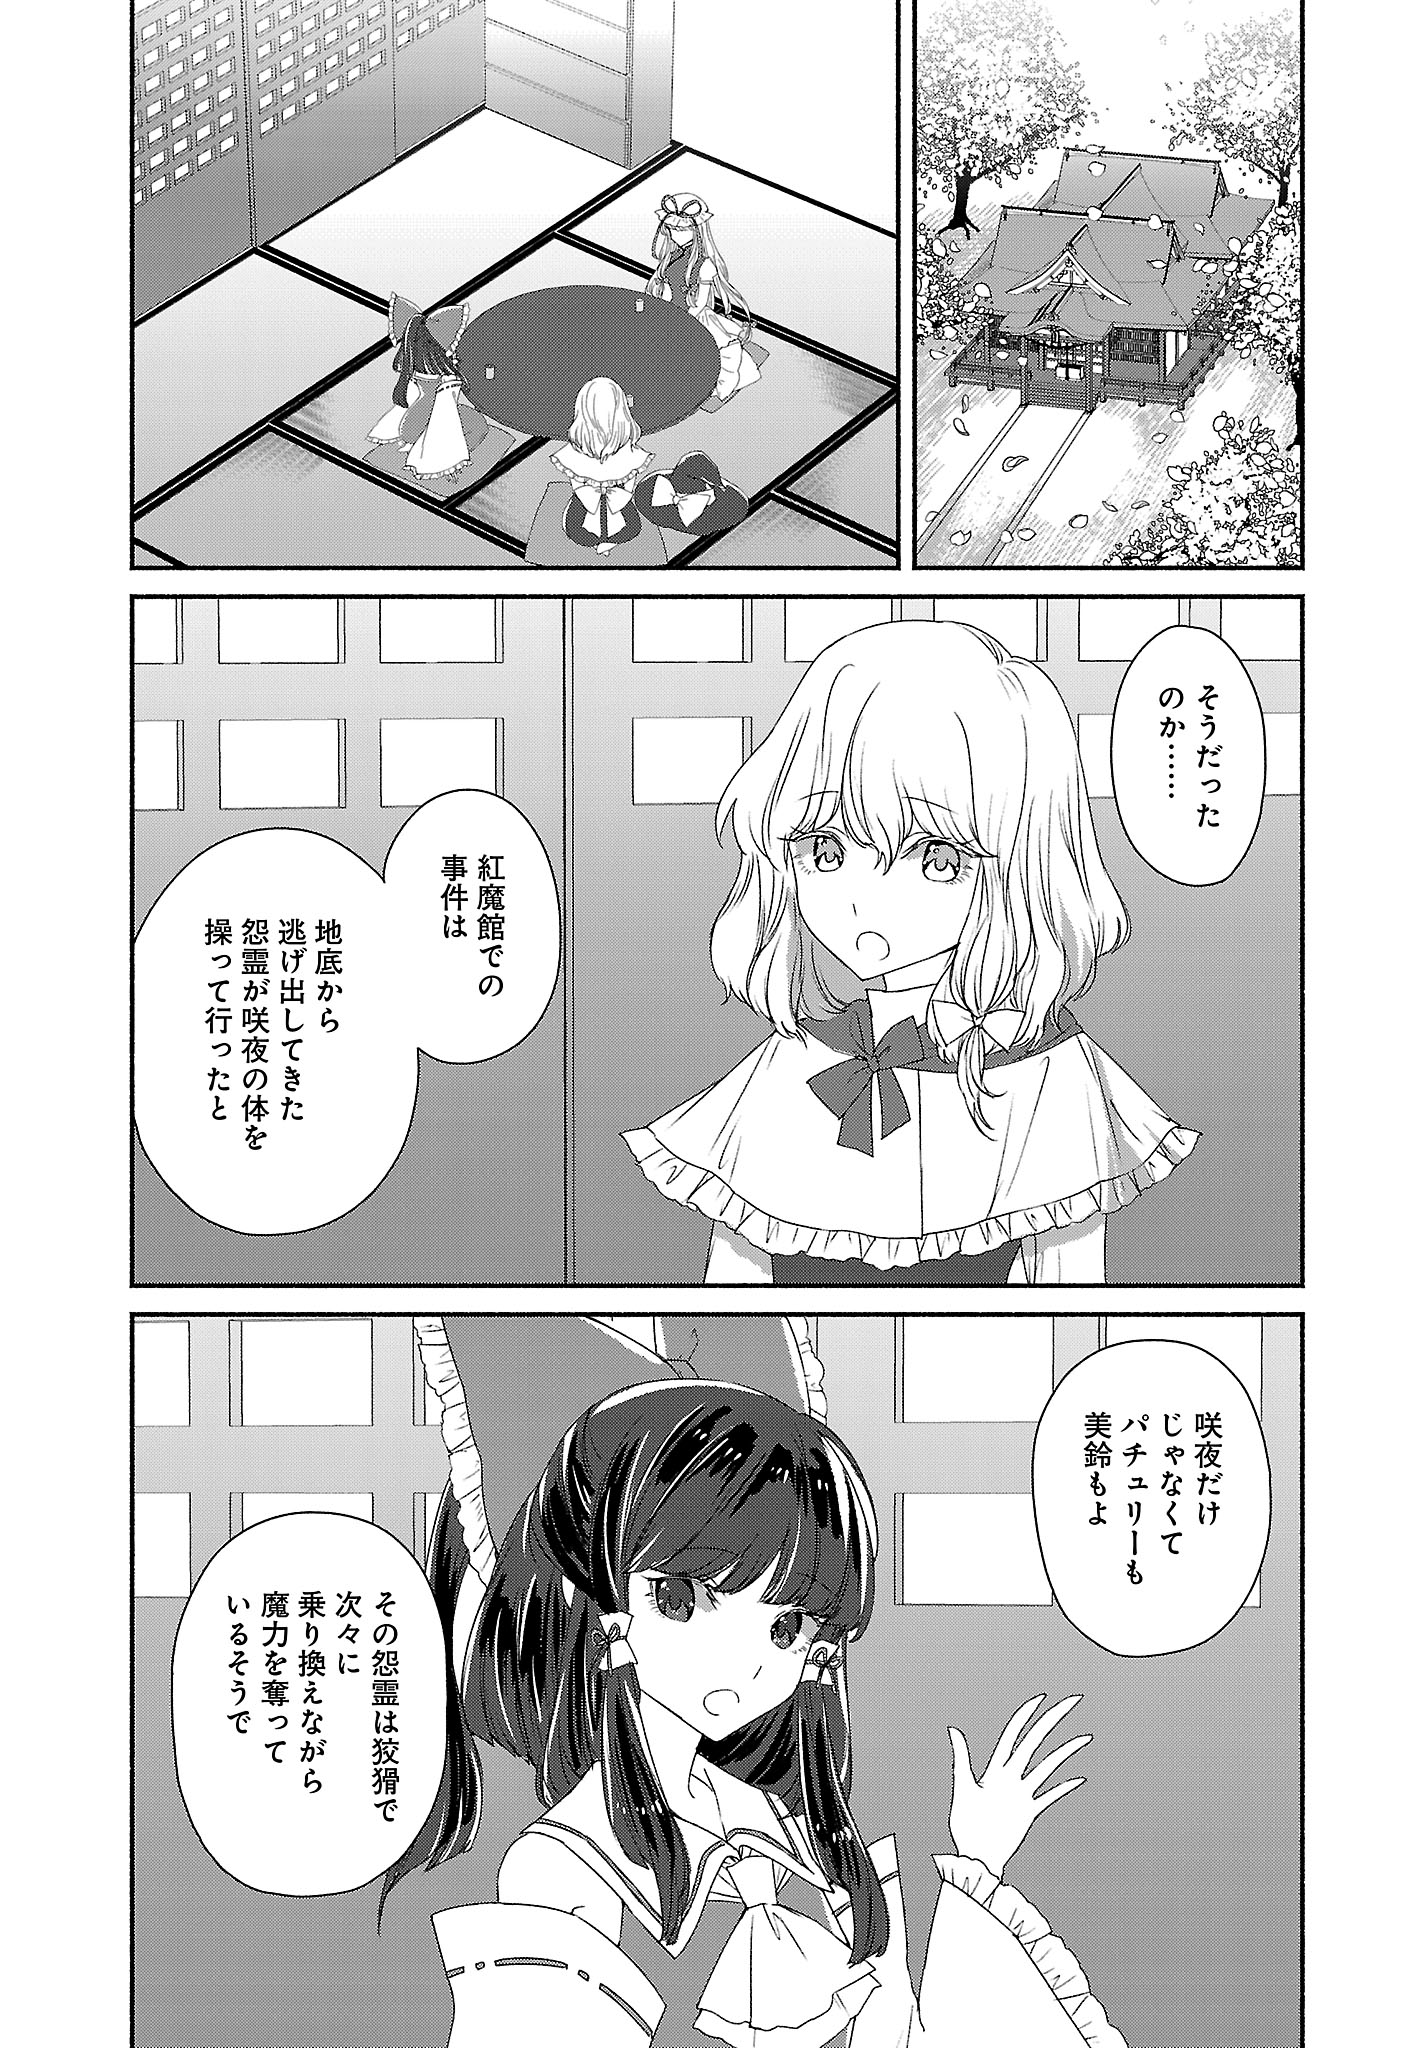 そうだった
のか……
紅魔館での
事件は
地底から
逃げ出してきた
怨霊が咲夜の体を
操って行ったと
咲夜だけ
じゃなくて
パチュリーも
美鈴もよ
その怨霊は狡猾で
次々に
乗り換えながら
魔力を奪って
いるそうで